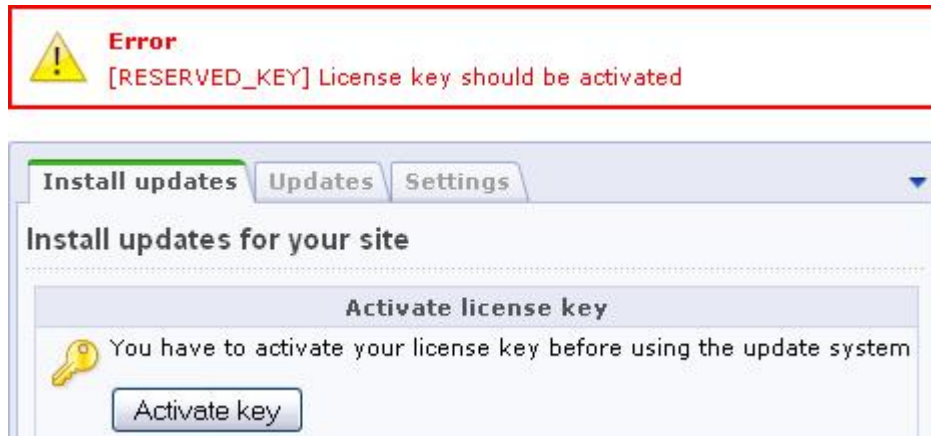 Error
[RESERVED_KEY] License key should be activated
Install updates Updates Settings
Install updates for your site
Activate license key
You have to activate your license key before using the update system
Activate key